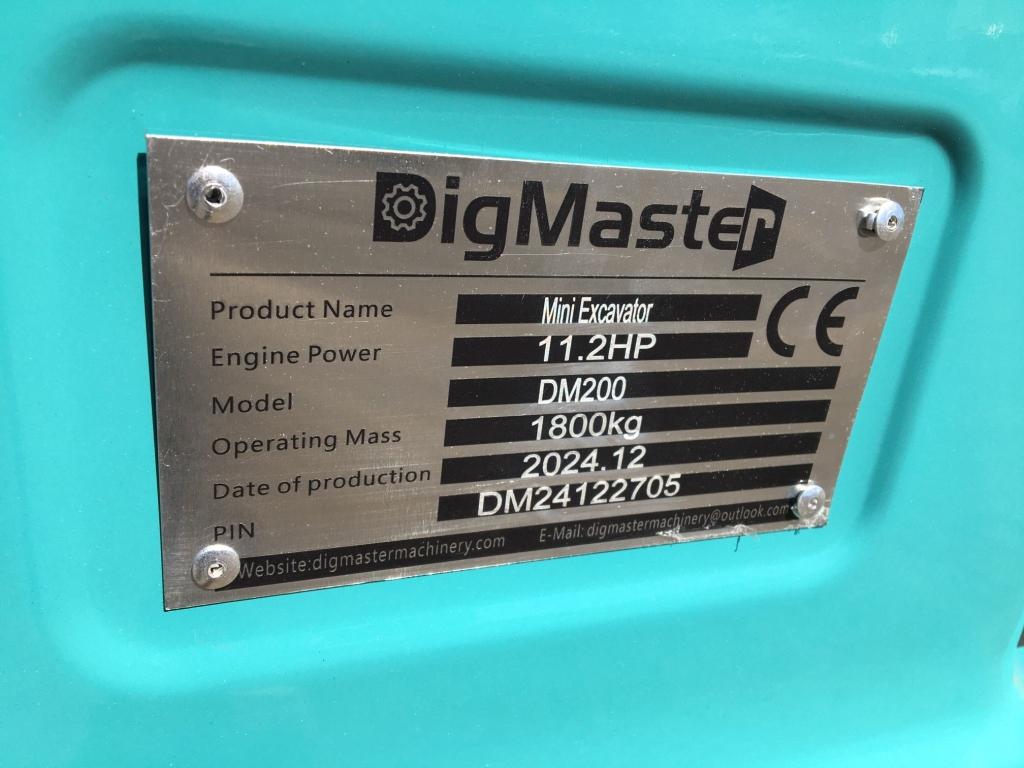 DigMaster
Product Name Mini Excavator CE
Engine Power 11.2HP
Model DM200
Operating Mass 1800kg
Date of production 2024.12
PIN DM24122705
Website:digmastermachinery.com E-Mail: digmastermachinery@outlook.com